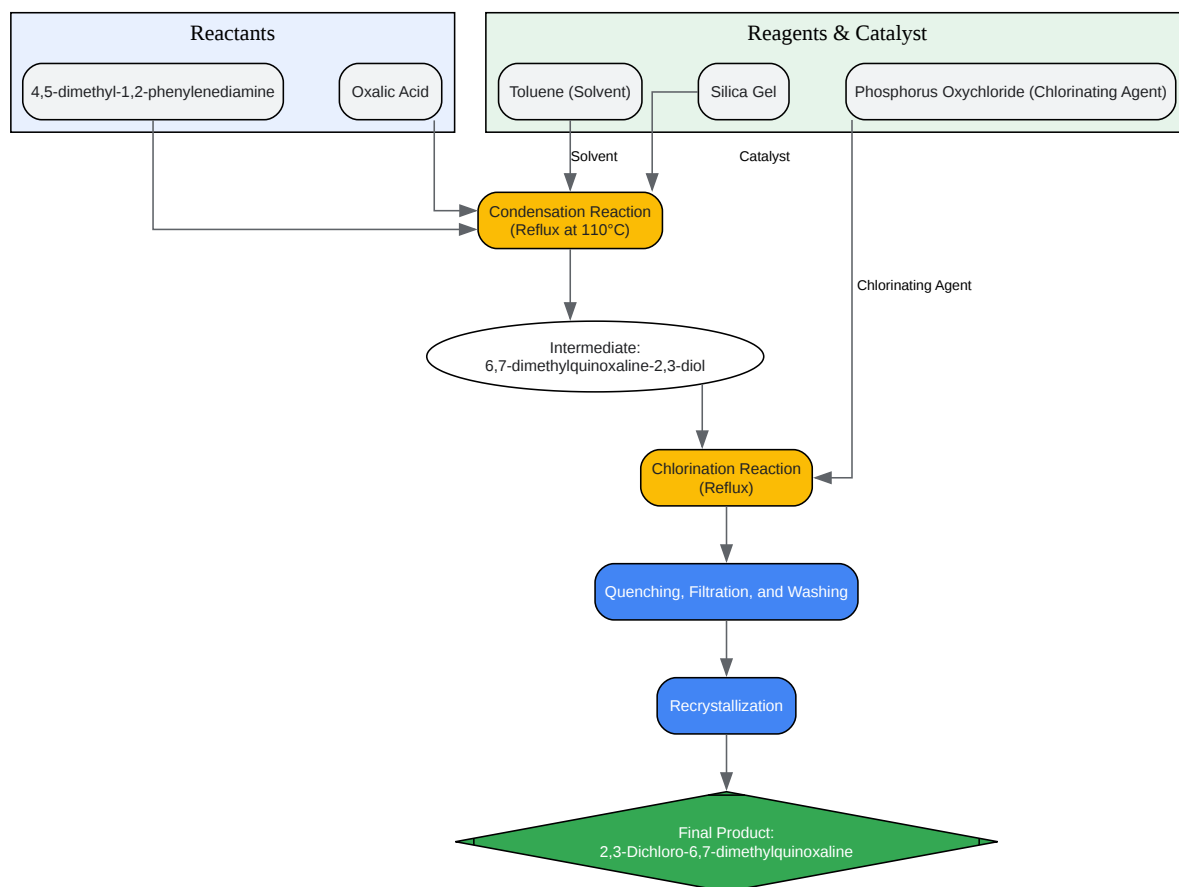 Reactants
Reagents & Catalyst
4,5-dimethyl-1,2-phenylenediamine
Oxalic Acid
Toluene (Solvent)
Silica Gel
Phosphorus Oxychloride (Chlorinating Agent)
Solvent
Catalyst
Condensation Reaction
(Reflux at 110°C)
Chlorinating Agent
Intermediate:
6,7-dimethylquinoxaline-2,3-diol
Chlorination Reaction
(Reflux)
Quenching, Filtration, and Washing
Recrystallization
Final Product:
2,3-Dichloro-6,7-dimethylquinoxaline